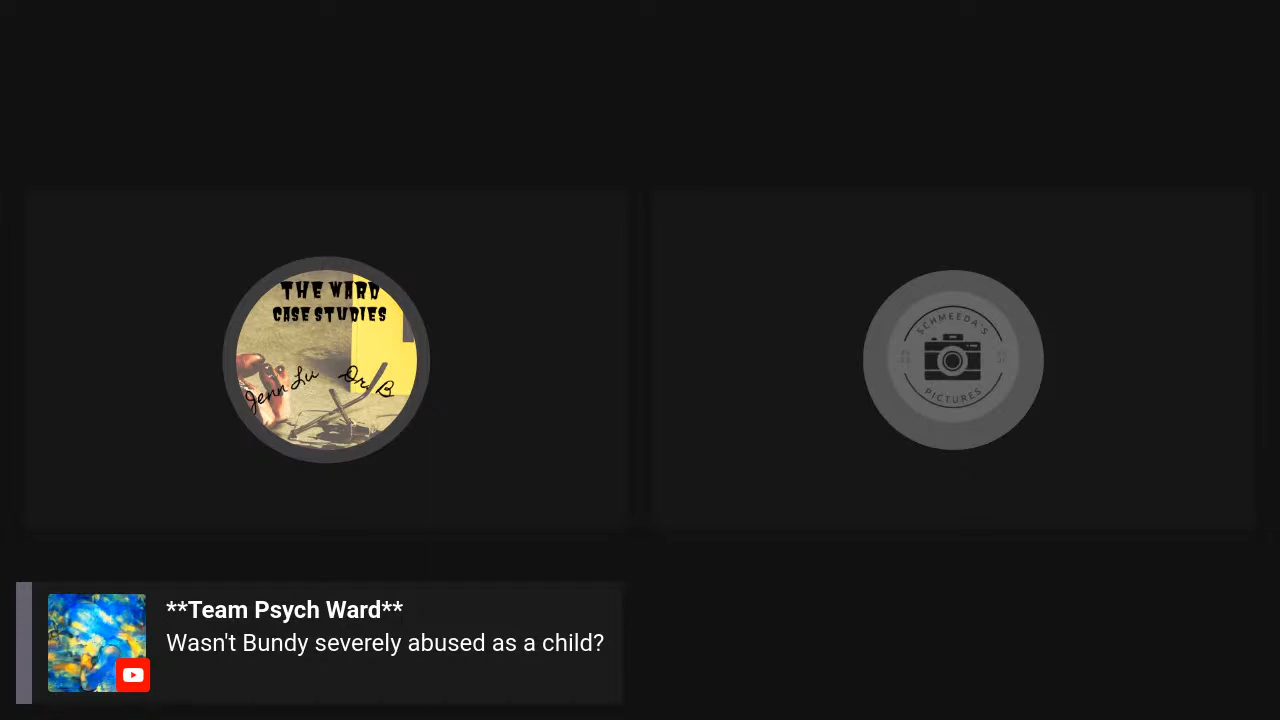 THE WARD
CASE STUDIES
Jenn Lu Dr B
SCHMEEDA'S
PICTURES
**Team Psych Ward**
Wasn't Bundy severely abused as a child?